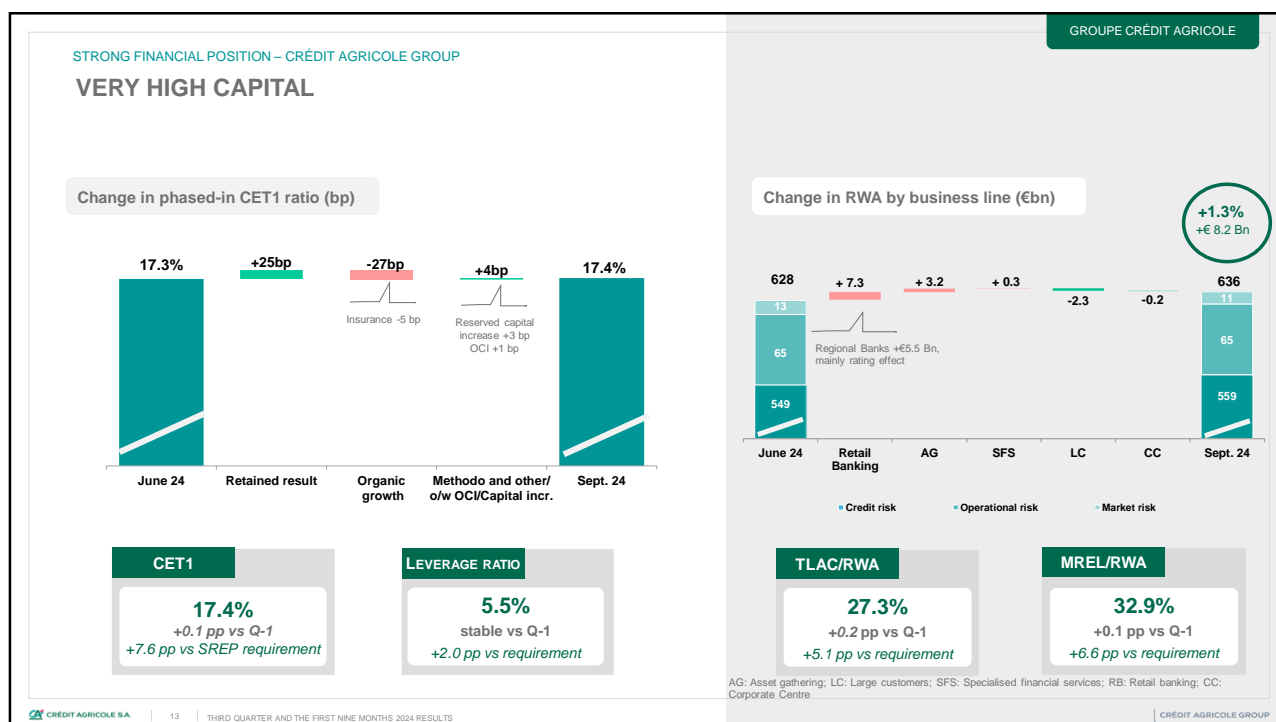 GROUPE CRÉDIT AGRICOLE
STRONG FINANCIAL POSITION – CRÉDIT AGRICOLE GROUP
VERY HIGH CAPITAL
Change in phased-in CET1 ratio (bp)
17.3%
+25bp
-27bp
+4bp
17.4%
Insurance -5 bp
Reserved capital
increase +3 bp
OCI +1 bp
June 24
Retained result
Organic
growth
Methodo and other/
o/w OCI/Capital incr.
Sept. 24
Change in RWA by business line (€bn)
+1.3%
+€ 8.2 Bn
628
+ 7.3
+ 3.2
+ 0.3
-2.3
-0.2
636
13
65
549
11
65
559
Regional Banks +€5.5 Bn,
mainly rating effect
June 24
Retail
Banking
AG
SFS
LC
CC
Sept. 24
Credit risk
Operational risk
Market risk
CET1
17.4%
+0.1 pp vs Q-1
+7.6 pp vs SREP requirement
LEVERAGE RATIO
5.5%
stable vs Q-1
+2.0 pp vs requirement
TLAC/RWA
27.3%
+0.2 pp vs Q-1
+5.1 pp vs requirement
MREL/RWA
32.9%
+0.1 pp vs Q-1
+6.6 pp vs requirement
AG: Asset gathering; LC: Large customers; SFS: Specialised financial services; RB: Retail banking; CC:
Corporate Centre
CRÉDIT AGRICOLE S.A.
13
THIRD QUARTER AND THE FIRST NINE MONTHS 2024 RESULTS
CRÉDIT AGRICOLE GROUP